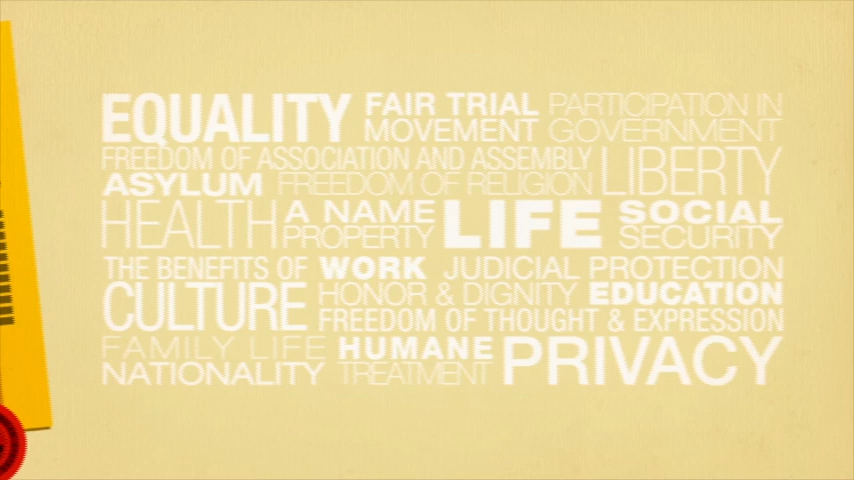 EQUALITY FAIR TRIAL PARTICIPATION IN
MOVEMENT GOVERNMENT
FREEDOM OF ASSOCIATION AND ASSEMBLY LIBERTY
ASYLUM FREEDOM OF RELIGION
HEALTH A NAME LIFE SOCIAL
PROPERTY SECURITY
THE BENEFITS OF WORK JUDICIAL PROTECTION
CULTURE HONOR & DIGNITY EDUCATION
FREEDOM OF THOUGHT & EXPRESSION
FAMILY LIFE HUMANE PRIVACY
NATIONALITY TREATMENT